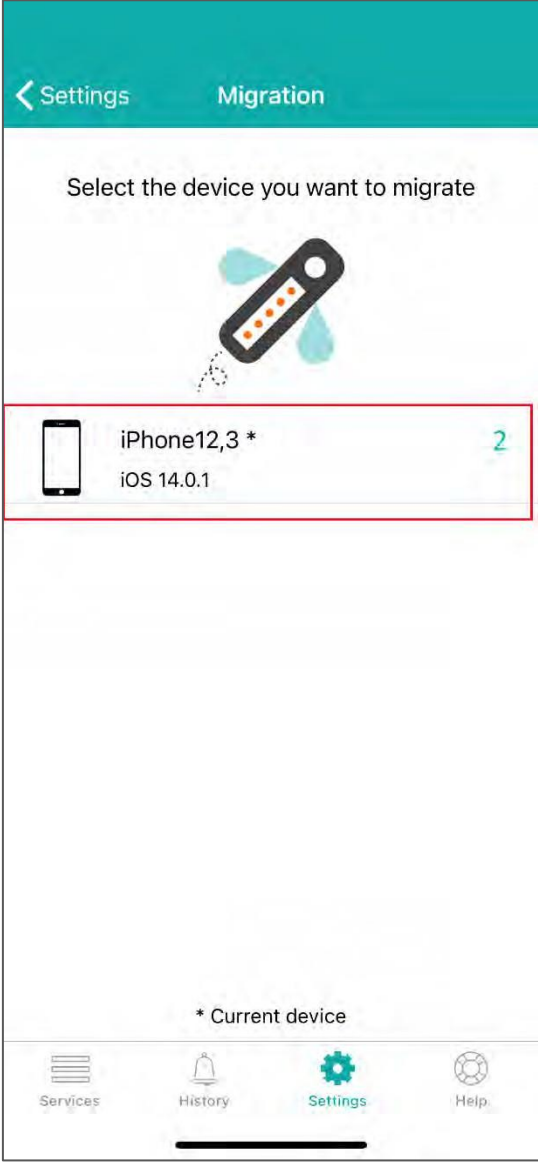 Settings Migration
Select the device you want to migrate
iPhone12,3 * 2
iOS 14.0.1
* Current device
Services History Settings Help